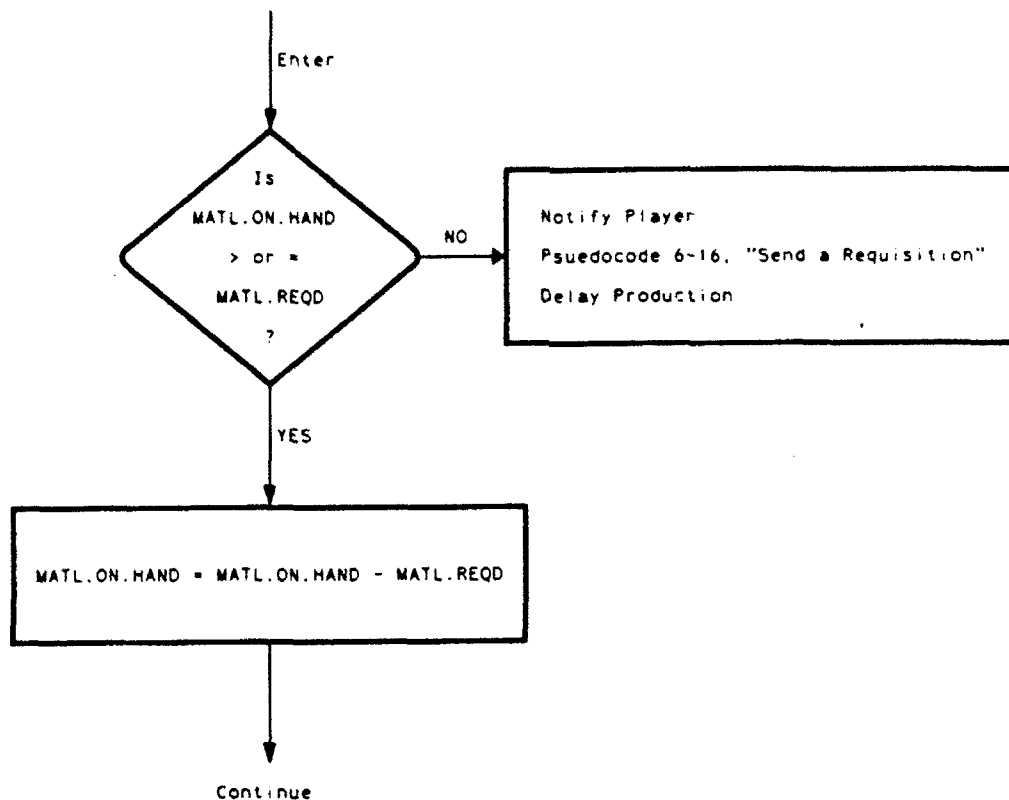 Enter
Is
MATL.ON.HAND
> or =
MATL.REQD
?
NO
Notify Player
Psuedocode 6-16, "Send a Requisition"
Delay Production
YES
MATL.ON.HAND = MATL.ON.HAND - MATL.REQD
Continue